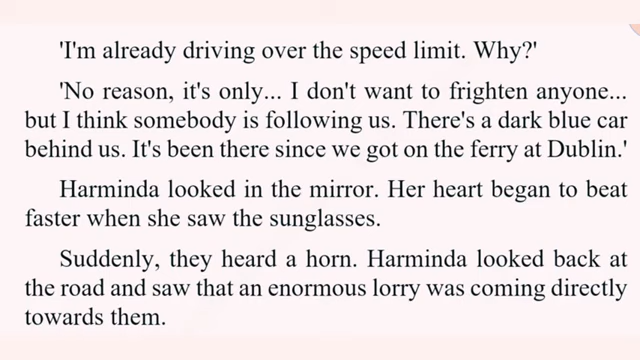 'I'm already driving over the speed limit. Why?'
'No reason, it's only... I don't want to frighten anyone...
but I think somebody is following us. There's a dark blue car
behind us. It's been there since we got on the ferry at Dublin.'
Harminda looked in the mirror. Her heart began to beat
faster when she saw the sunglasses.
Suddenly, they heard a horn. Harminda looked back at
the road and saw that an enormous lorry was coming directly
towards them.